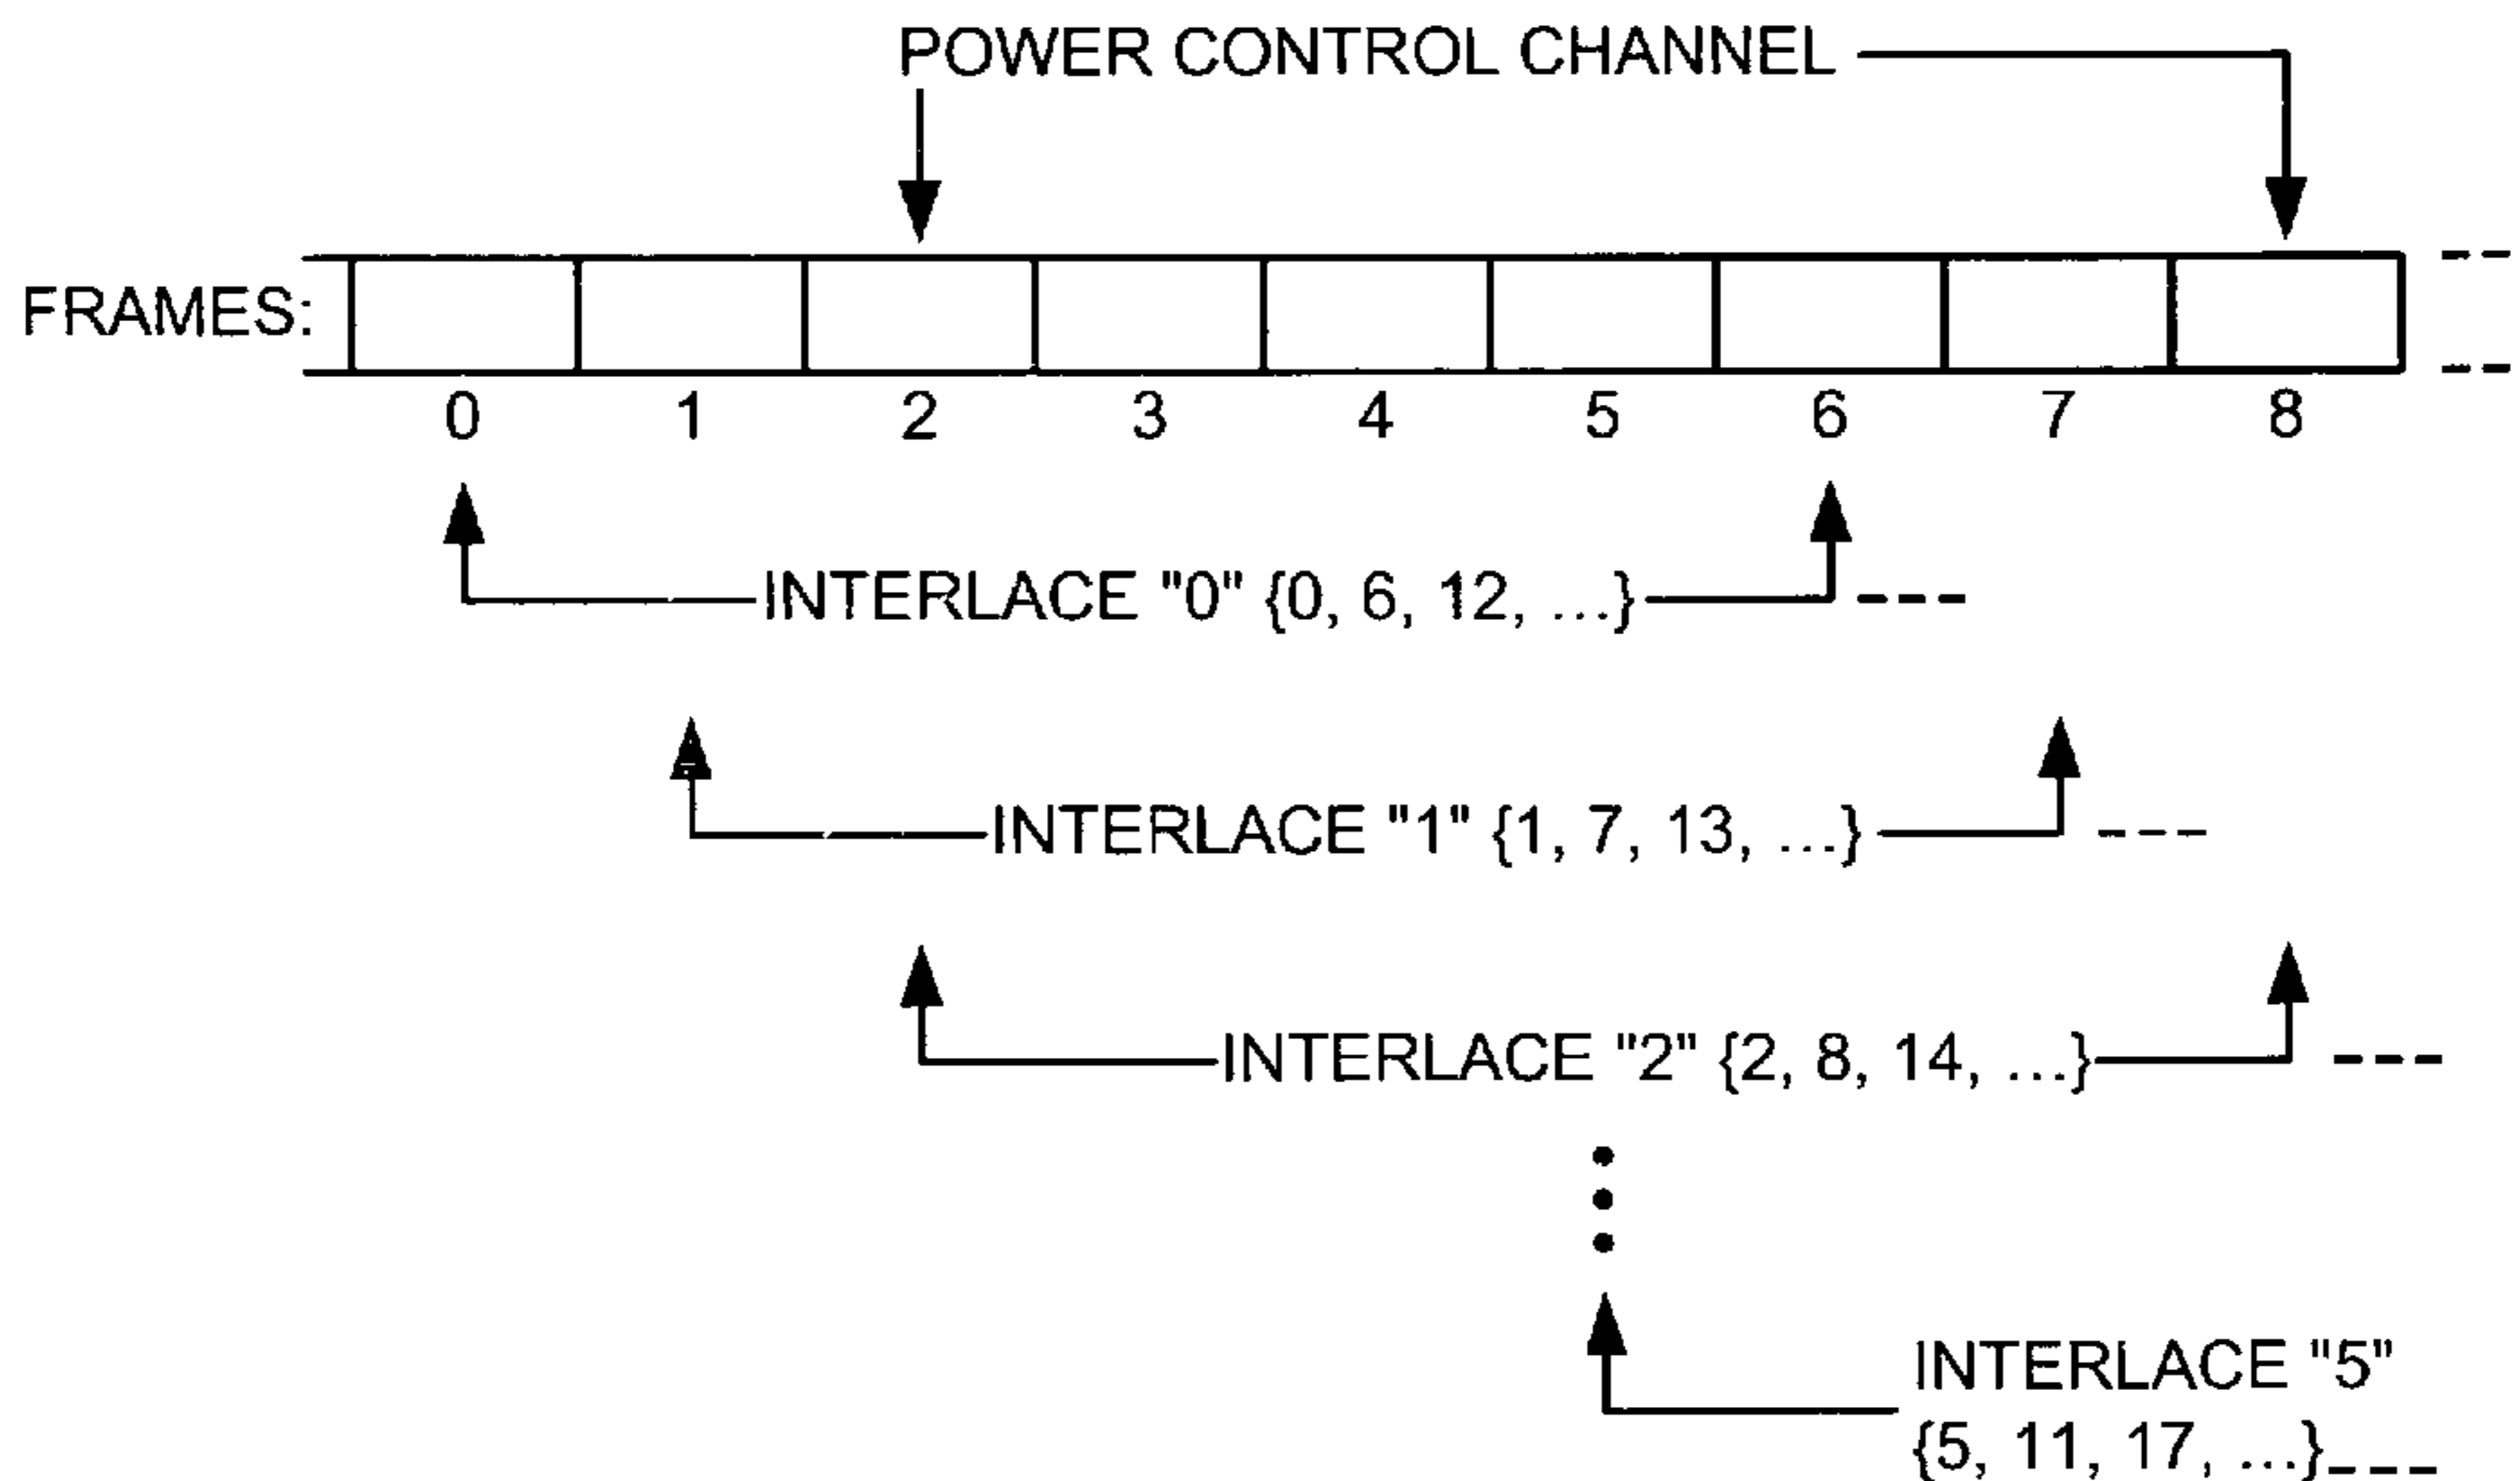 POWER CONTROL CHANNEL
FRAMES:
0 1 2 3 4 5 6 7 8
INTERLACE "0" {0, 6, 12, ...}
INTERLACE "1" {1, 7, 13, ...}
INTERLACE "2" {2, 8, 14, ...}
INTERLACE "5"
{5, 11, 17, ...}